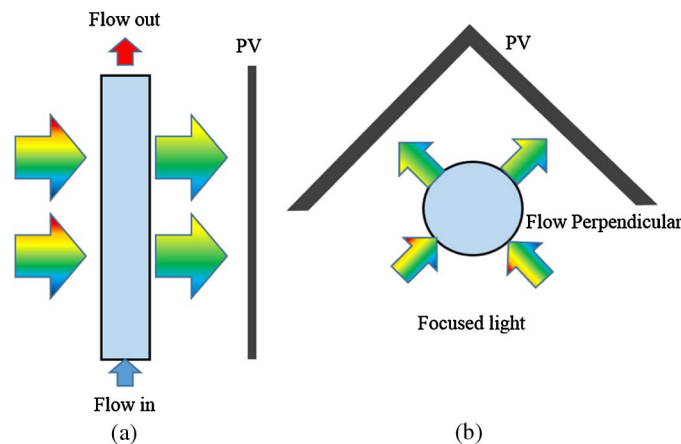 Flow out
PV
Flow in
(a)
PV
Flow Perpendicular
Focused light
(b)